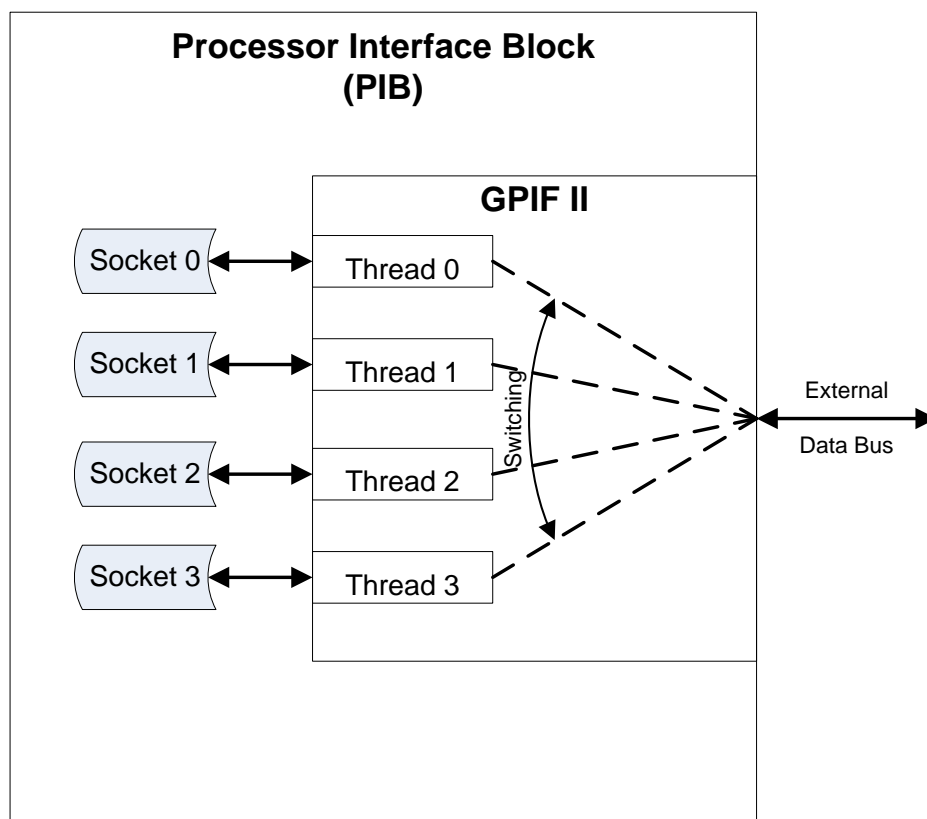 Processor Interface Block
(PIB)
GPIF II
Socket 0
Thread 0
Socket 1
Thread 1
Switching
External
Data Bus
Socket 2
Thread 2
Socket 3
Thread 3